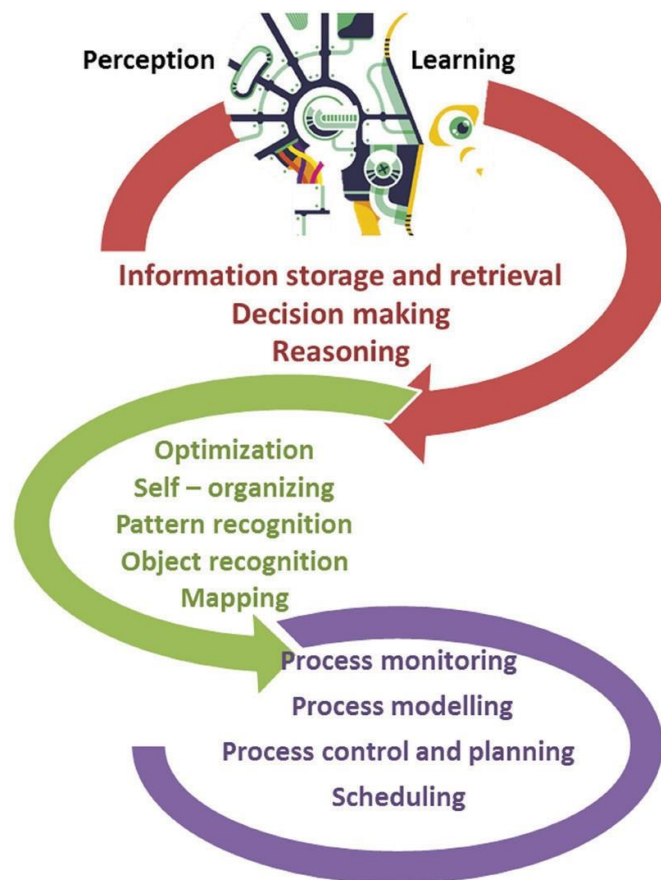 Perception
Learning
Information storage and retrieval
Decision making
Reasoning
Optimization
Self – organizing
Pattern recognition
Object recognition
Mapping
Process monitoring
Process modelling
Process control and planning
Scheduling